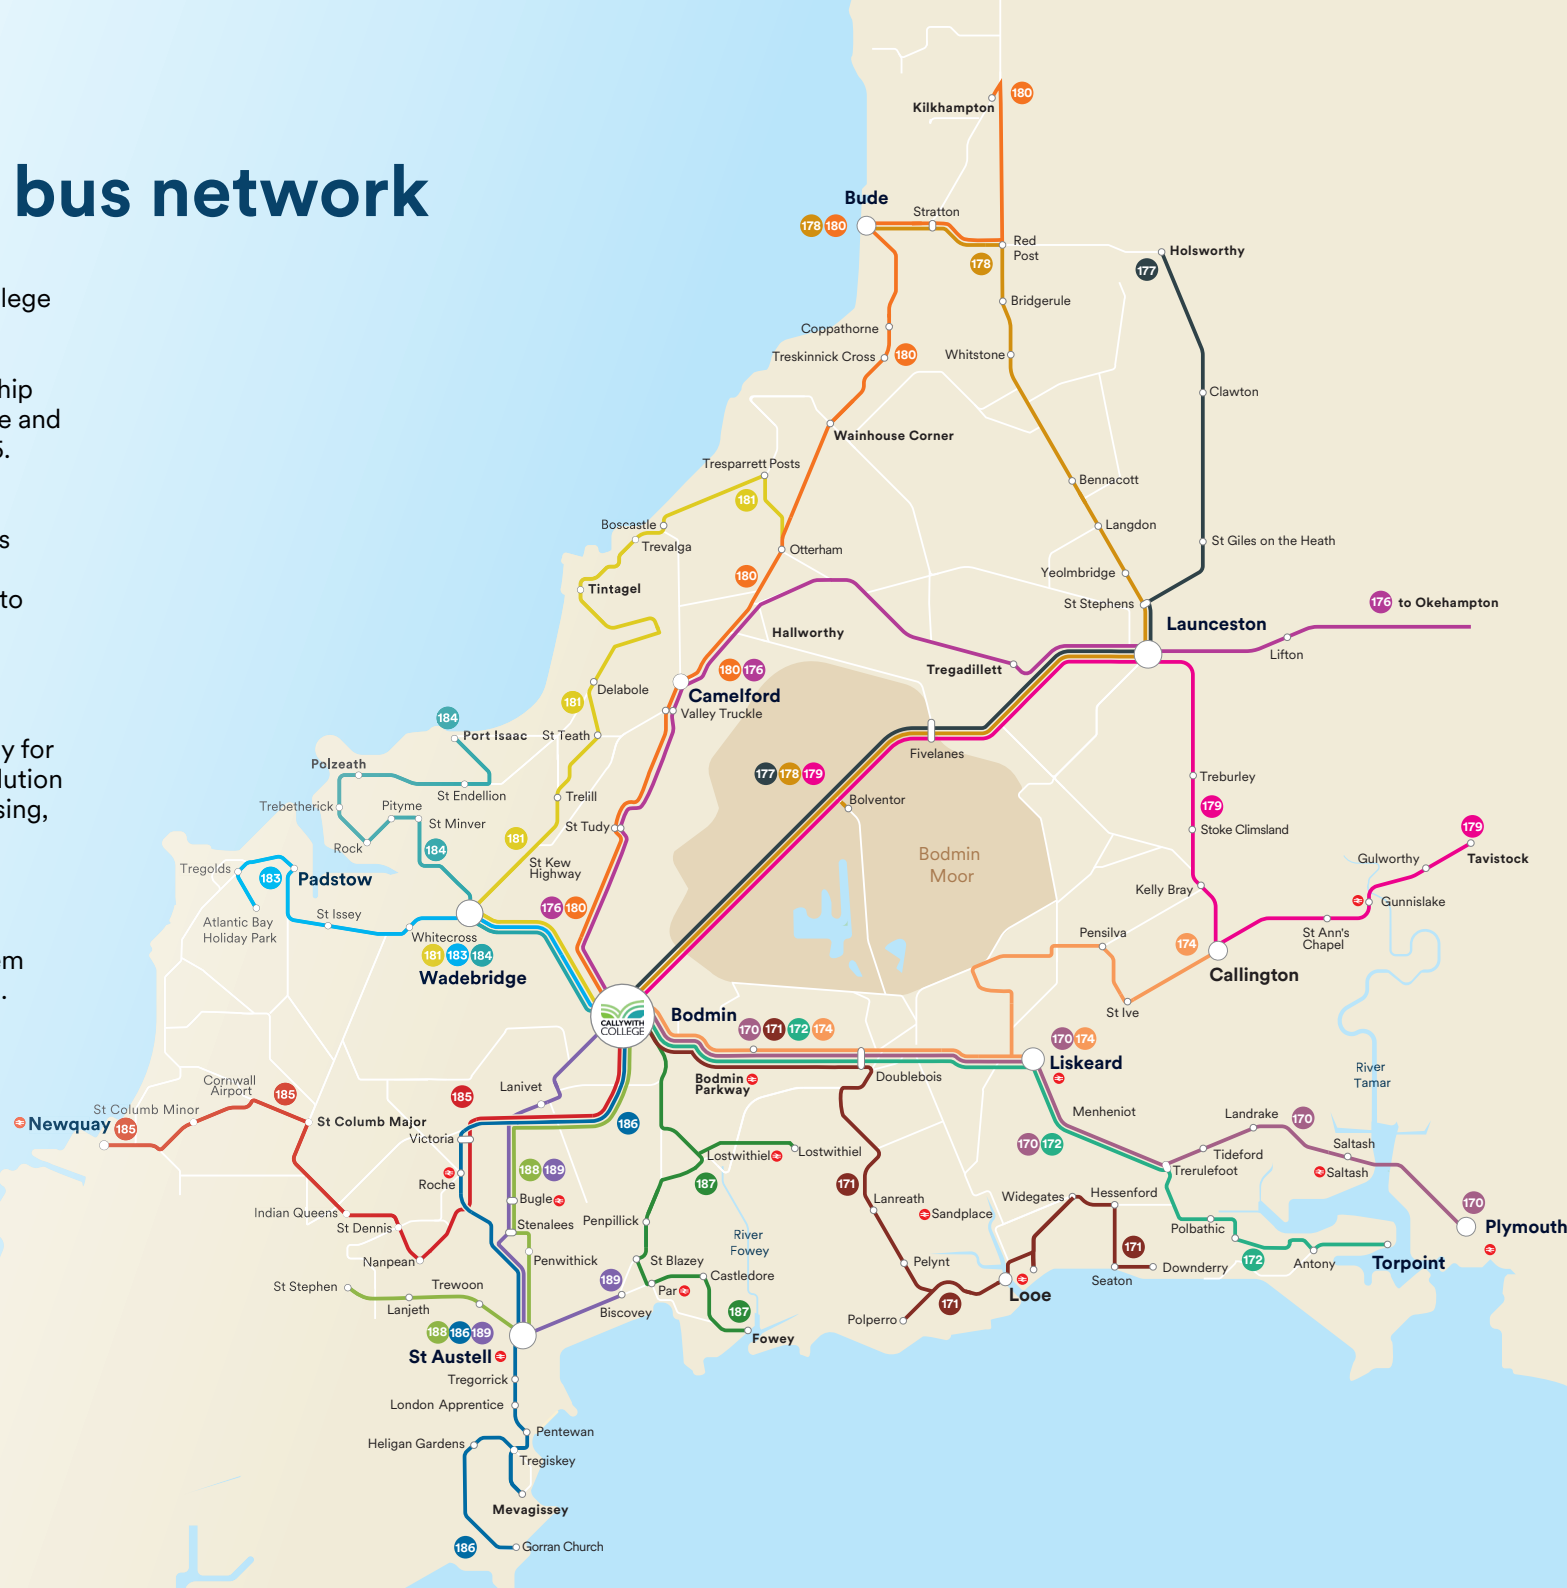 bus network
lege
hip
e and
5.
s
to
y for
lution
sing,
em
.
180
Kilkhampton
Bude
Stratton
178 180
Red
Post
178
Holsworthy
177
Bridgerule
Coppathorne
Treskinnick Cross
180
Whitstone
Clawton
Wainhouse Corner
Tresparrett Posts
181
Bennacott
Boscastle
Trevalga
Langdon
Otterham
St Giles on the Heath
180
Yeolmbridge
Tintagel
St Stephens
176 to Okehampton
Launceston
Hallworthy
Lifton
Tregadillett
180 176
Camelford
Delabole
181
Valley Truckle
184
Port Isaac
St Teath
Fivelanes
Polzeath
177 178 179
Treburley
St Endellion
Trelill
Trebetherick
Pityme
Bolventor
179
St Minver
St Tudy
Stoke Climsland
179
Rock
184
181
Bodmin
Moor
Gulworthy
Tavistock
St Kew
Highway
Tregolds
183
Padstow
Kelly Bray
Gunnislake
Atlantic Bay
Holiday Park
St Issey
176 180
Whitecross
Pensilva
174
St Ann's
Chapel
181 183 184
Wadebridge
Callington
St Ive
CALLYWITH
COLLEGE
Bodmin
170 171 172 174
170 174
Liskeard
Bodmin
Parkway
Doublebois
River
Tamar
Cornwall
Airport
Lanivet
185
185
St Columb Minor
Newquay
185
St Columb Major
186
Menheniot
Landrake
170
Victoria
170 172
Saltash
Lostwithiel
Lostwithiel
Tideford
Saltash
Trerulefoot
Roche
188 189
187
171
Bugle
Lanreath
Widegates
Hessenford
170
Indian Queens
St Dennis
Stenalees
Penpillick
Sandplace
Polbathic
Plymouth
River
Fowey
Nanpean
Penwithick
St Blazey
Pelynt
171
172
Antony
Torpoint
St Stephen
Trewoon
189
Castledore
Seaton
Downderry
Lanjeth
Biscovey
Par
Looe
187
171
Polperro
188 186 189
Fowey
St Austell
Tregorrick
London Apprentice
Pentewan
Heligan Gardens
Tregiskey
Mevagissey
186
Gorran Church